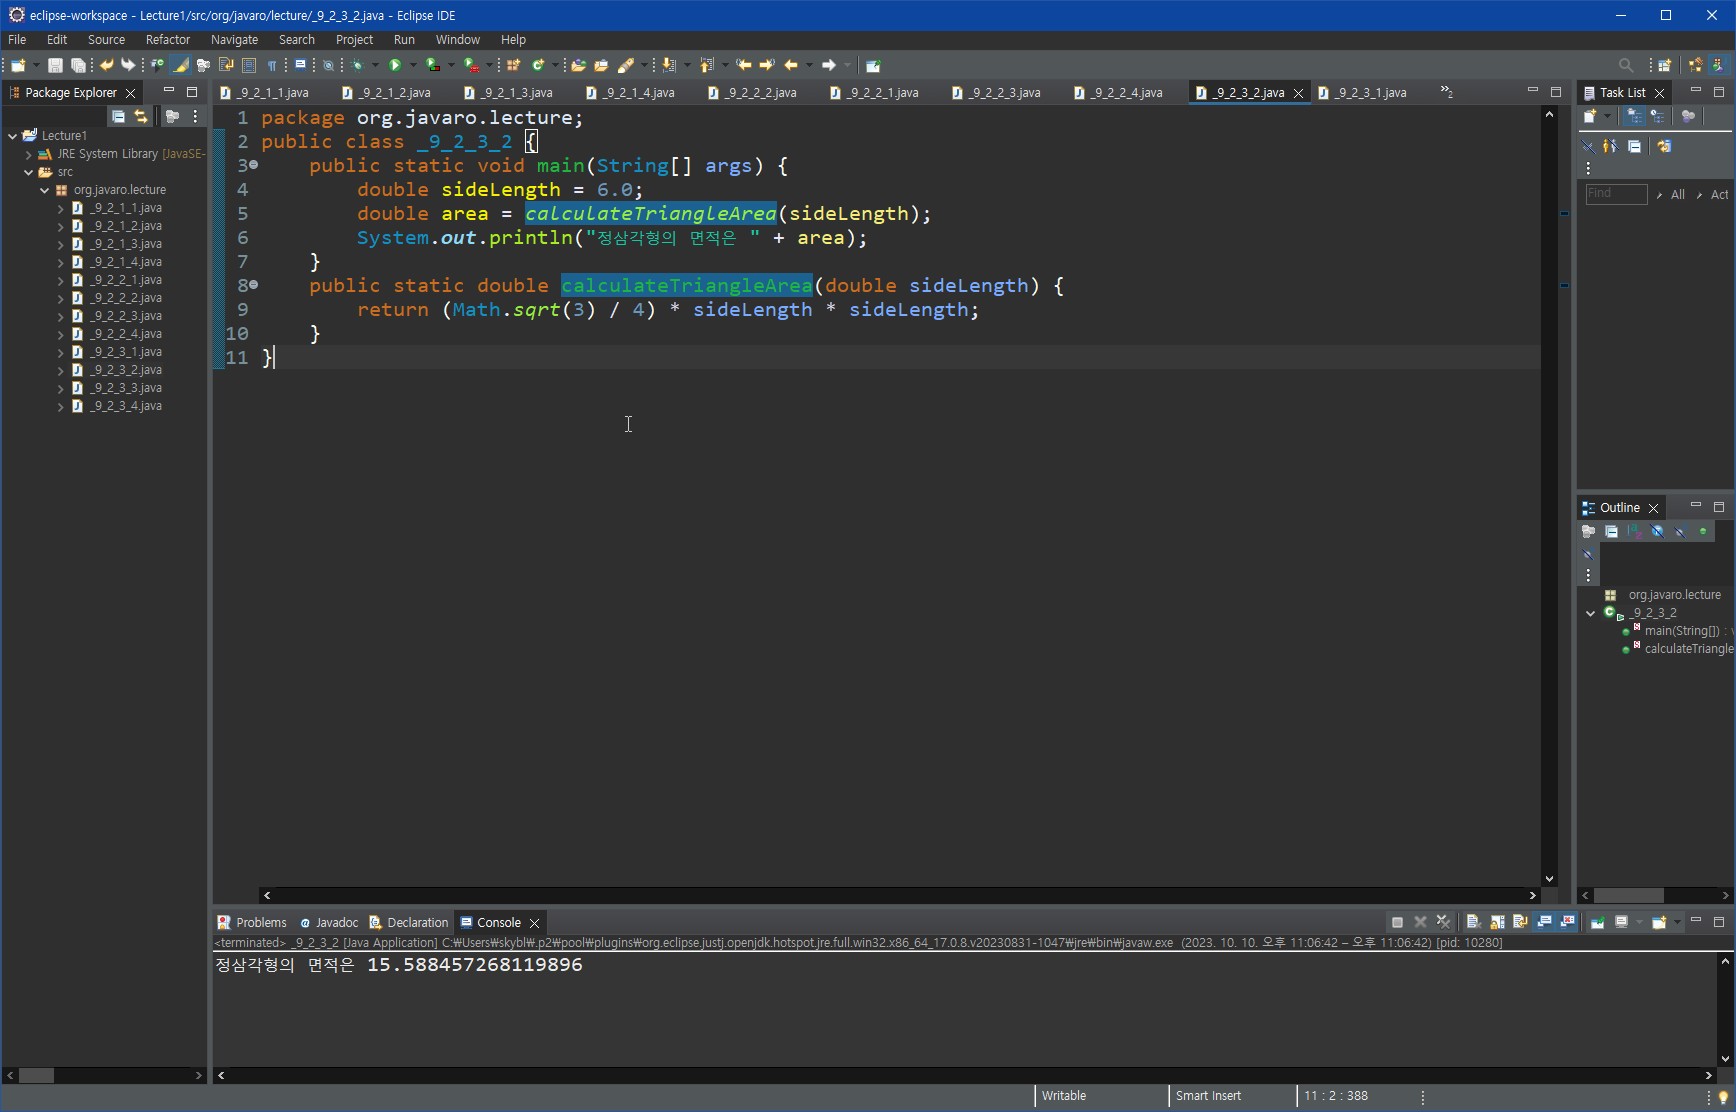 eclipse-workspace - Lecture1/src/org/javaro/lecture/_9_2_3_2.java - Eclipse IDE
File Edit Source Refactor Navigate Search Project Run Window Help
Package Explorer
_9_2_1_1.java _9_2_1_2.java _9_2_1_3.java _9_2_1_4.java _9_2_2_2.java _9_2_2_1.java _9_2_2_3.java _9_2_2_4.java _9_2_3_2.java _9_2_3_1.java »2
Task List
Lecture1
JRE System Library [JavaSE-
src
org.javaro.lecture
_9_2_1_1.java
_9_2_1_2.java
_9_2_1_3.java
_9_2_1_4.java
_9_2_2_1.java
_9_2_2_2.java
_9_2_2_3.java
_9_2_2_4.java
_9_2_3_1.java
_9_2_3_2.java
_9_2_3_3.java
_9_2_3_4.java
1 package org.javaro.lecture;
2 public class _9_2_3_2 {
3 public static void main(String[] args) {
4 double sideLength = 6.0;
5 double area = calculateTriangleArea(sideLength);
6 System.out.println("정삼각형의 면적은 " + area);
7 }
8 public static double calculateTriangleArea(double sideLength) {
9 return (Math.sqrt(3) / 4) * sideLength * sideLength;
10 }
11 }
Find All Act
Outline
org.javaro.lecture
_9_2_3_2
main(String[]) : v
calculateTriangle
Problems Javadoc Declaration Console
<terminated> _9_2_3_2 [Java Application] C:₩Users₩skybl₩.p2₩pool₩plugins₩org.eclipse.justj.openjdk.hotspot.jre.full.win32.x86_64_17.0.8.v20230831-1047₩jre₩bin₩javaw.exe (2023. 10. 10. 오후 11:06:42 – 오후 11:06:42) [pid: 10280]
정삼각형의 면적은 15.588457268119896
Writable Smart Insert 11 : 2 : 388